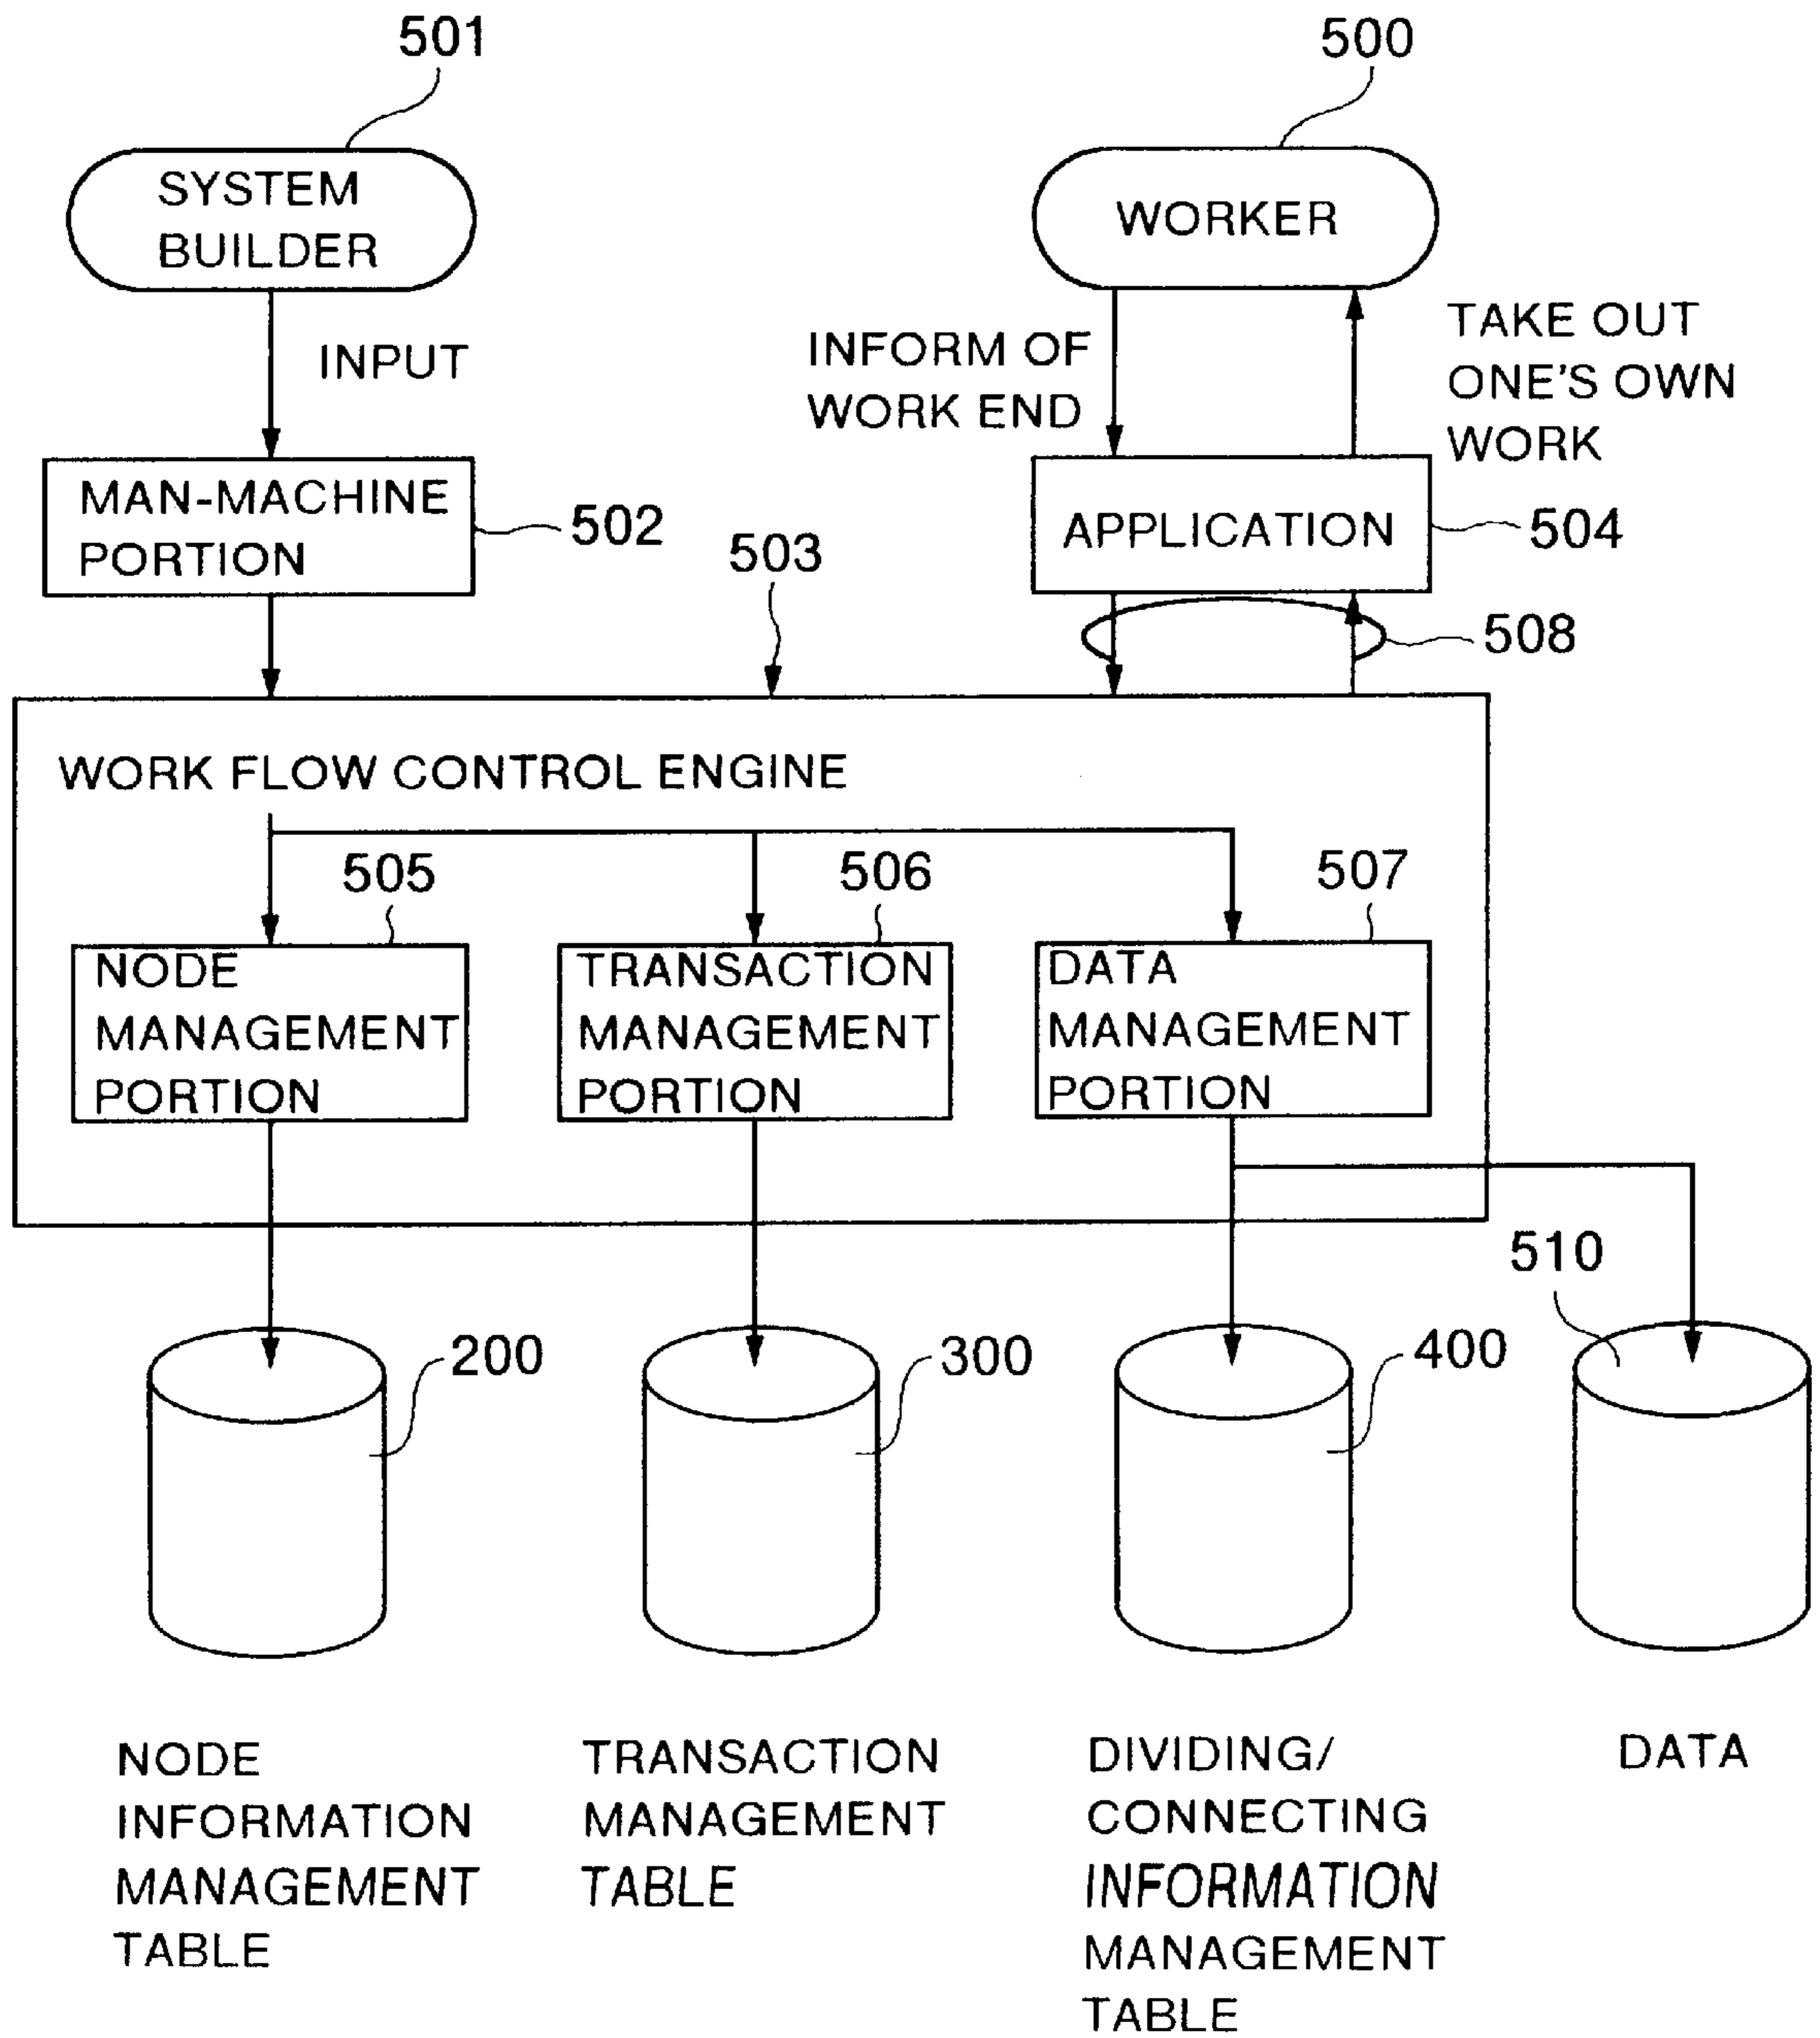 501
500
SYSTEM
BUILDER
WORKER
INPUT
INFORM OF
WORK END
TAKE OUT
ONE'S OWN
WORK
MAN-MACHINE
PORTION
502
503
APPLICATION
504
508
WORK FLOW CONTROL ENGINE
505
506
507
NODE
MANAGEMENT
PORTION
TRANSACTION
MANAGEMENT
PORTION
DATA
MANAGEMENT
PORTION
510
200
300
400
NODE
INFORMATION
MANAGEMENT
TABLE
TRANSACTION
MANAGEMENT
TABLE
DIVIDING/
CONNECTING
INFORMATION
MANAGEMENT
TABLE
DATA